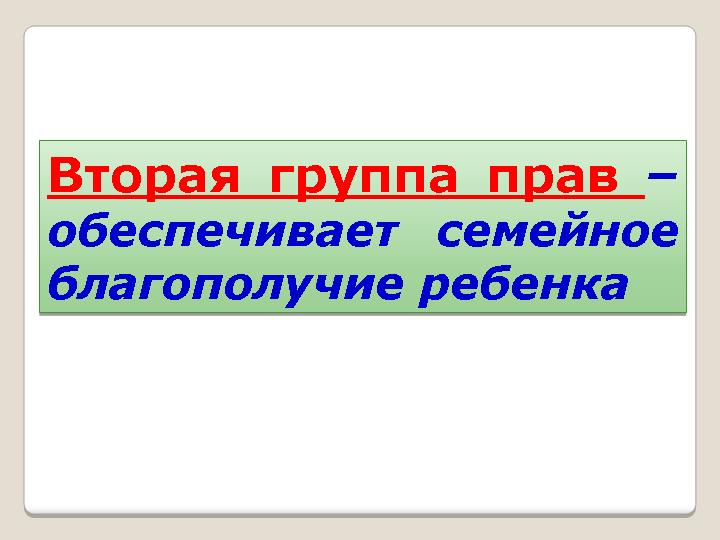 Вторая группа прав –
обеспечивает семейное
благополучие ребенка